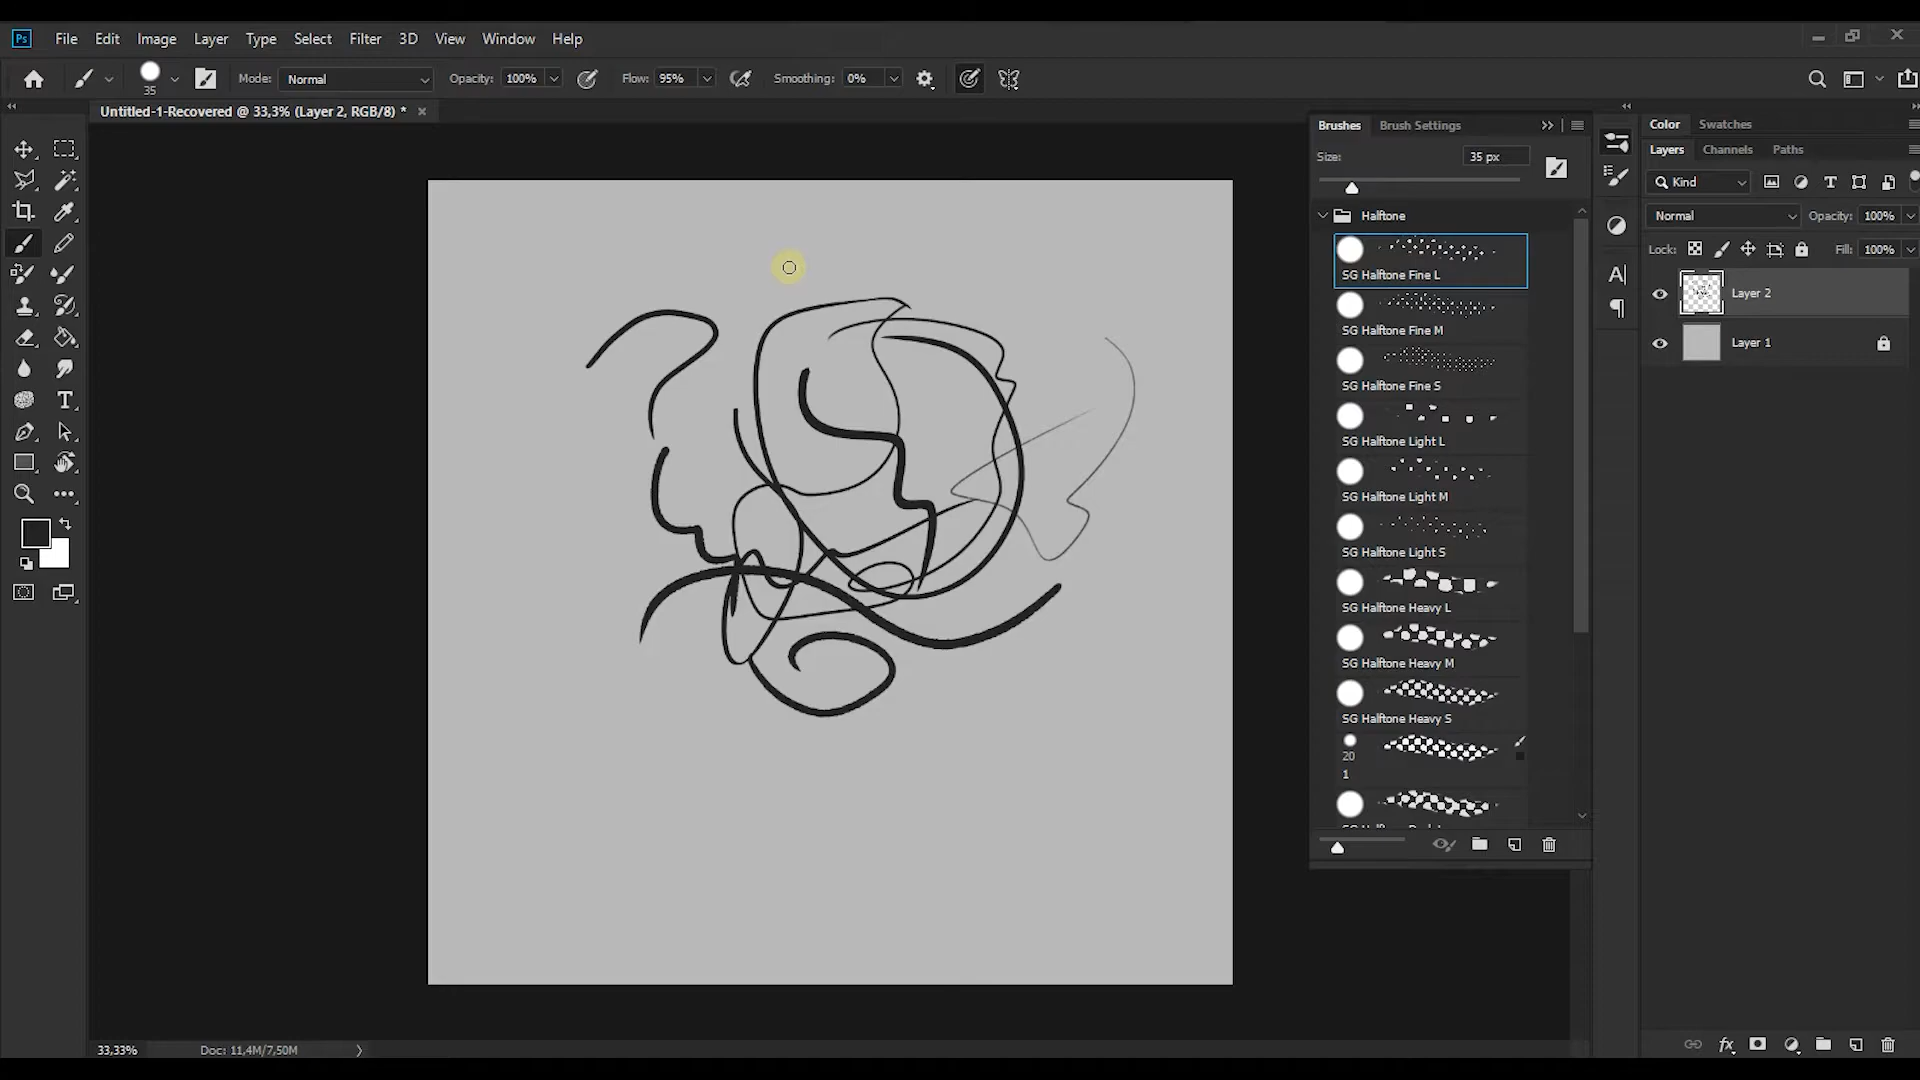 Ps File Edit Image Layer Type Select Filter 3D View Window Help
35 Mode: Normal Opacity: 100% Flow: 95% Smoothing: 0%
Untitled-1-Recovered @ 33,3% (Layer 2, RGB/8) *
Brushes Brush Settings
Size: 35 px
Halftone
SG Halftone Fine L
SG Halftone Fine M
SG Halftone Fine S
SG Halftone Light L
SG Halftone Light M
SG Halftone Light S
SG Halftone Heavy L
SG Halftone Heavy M
SG Halftone Heavy S
20
1
Color Swatches
Layers Channels Paths
Kind
Normal Opacity: 100%
Lock: Fill: 100%
Layer 2
Layer 1
33,33% Doc: 11,4M/7,50M